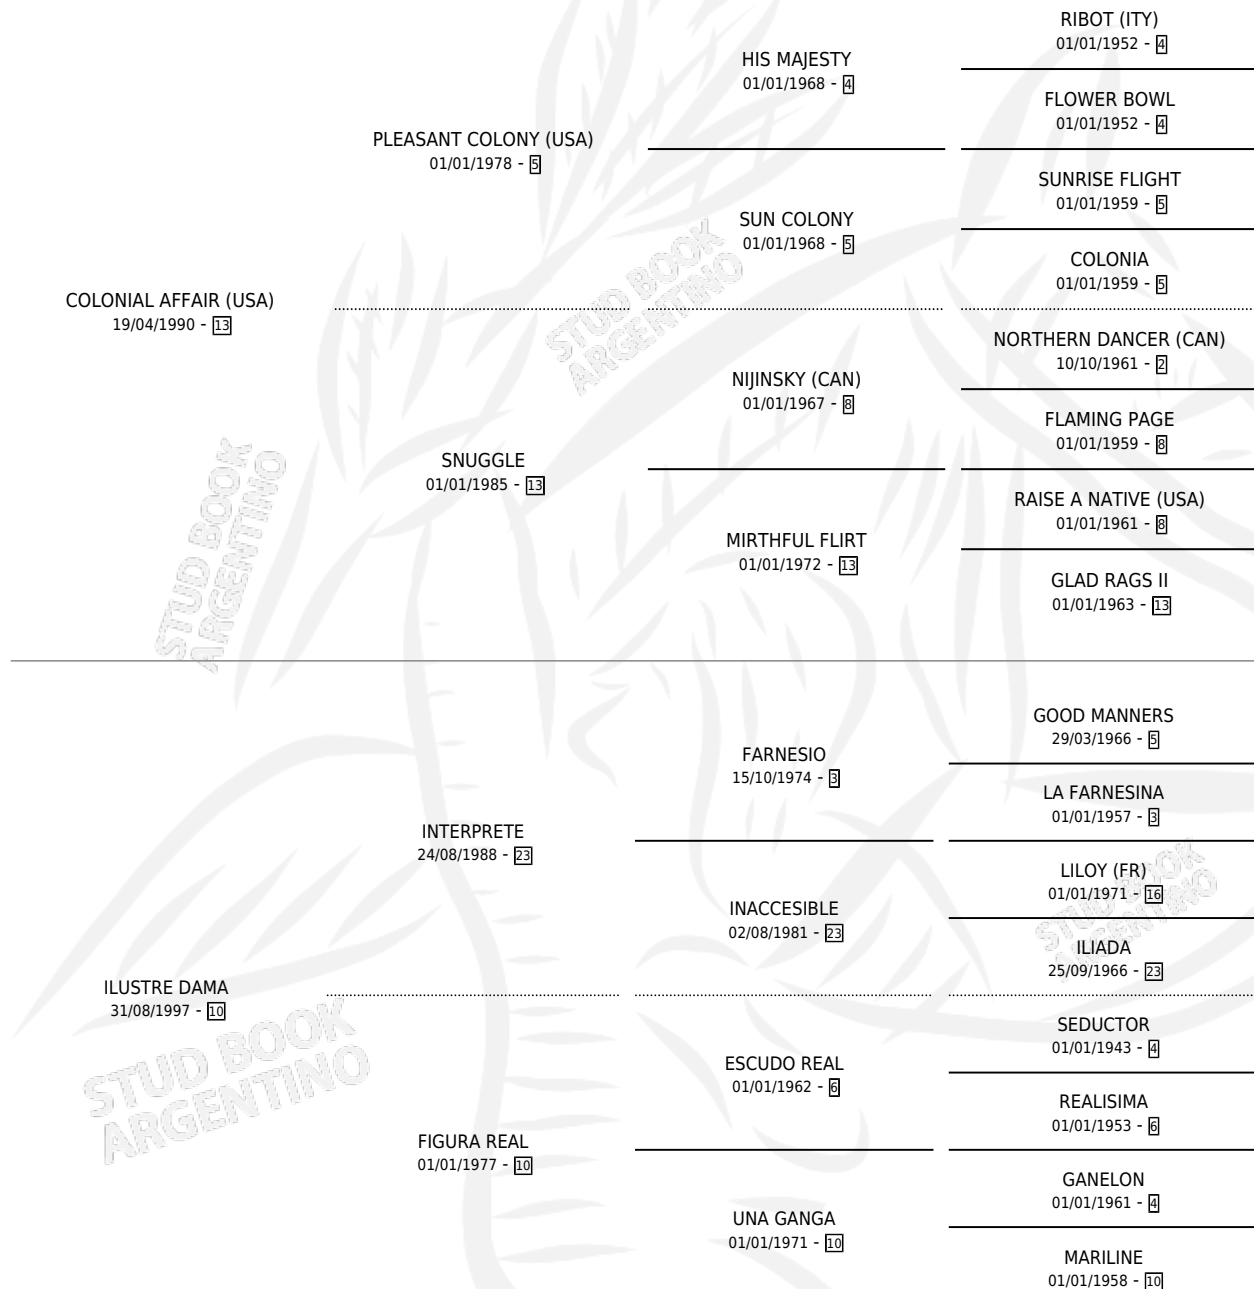 RIBOT (ITY)
01/01/1952 - 4
HIS MAJESTY
01/01/1968 - 4
FLOWER BOWL
01/01/1952 - 4
PLEASANT COLONY (USA)
01/01/1978 - 5
SUNRISE FLIGHT
01/01/1959 - 5
SUN COLONY
01/01/1968 - 5
COLONIA
01/01/1959 - 5
COLONIAL AFFAIR (USA)
19/04/1990 - 13
NORTHERN DANCER (CAN)
10/10/1961 - 2
NIJINSKY (CAN)
01/01/1967 - 8
FLAMING PAGE
01/01/1959 - 8
SNUGGLE
01/01/1985 - 13
RAISE A NATIVE (USA)
01/01/1961 - 8
MIRTHFUL FLIRT
01/01/1972 - 13
GLAD RAGS II
01/01/1963 - 13
GOOD MANNERS
29/03/1966 - 5
FARNESIO
15/10/1974 - 3
LA FARNESINA
01/01/1957 - 3
INTERPRETE
24/08/1988 - 23
LILOY (FR)
01/01/1971 - 16
INACCESIBLE
02/08/1981 - 23
ILIADA
25/09/1966 - 23
ILUSTRE DAMA
31/08/1997 - 10
SEDUCTOR
01/01/1943 - 4
ESCUDO REAL
01/01/1962 - 6
REALISIMA
01/01/1953 - 6
FIGURA REAL
01/01/1977 - 10
GANELON
01/01/1961 - 4
UNA GANGA
01/01/1971 - 10
MARILINE
01/01/1958 - 10
STUD BOOK
ARGENTINO
STUD BOOK
ARGENTINO
STUD BOOK
ARGENTINO
STUD BOOK
ARGENTINO